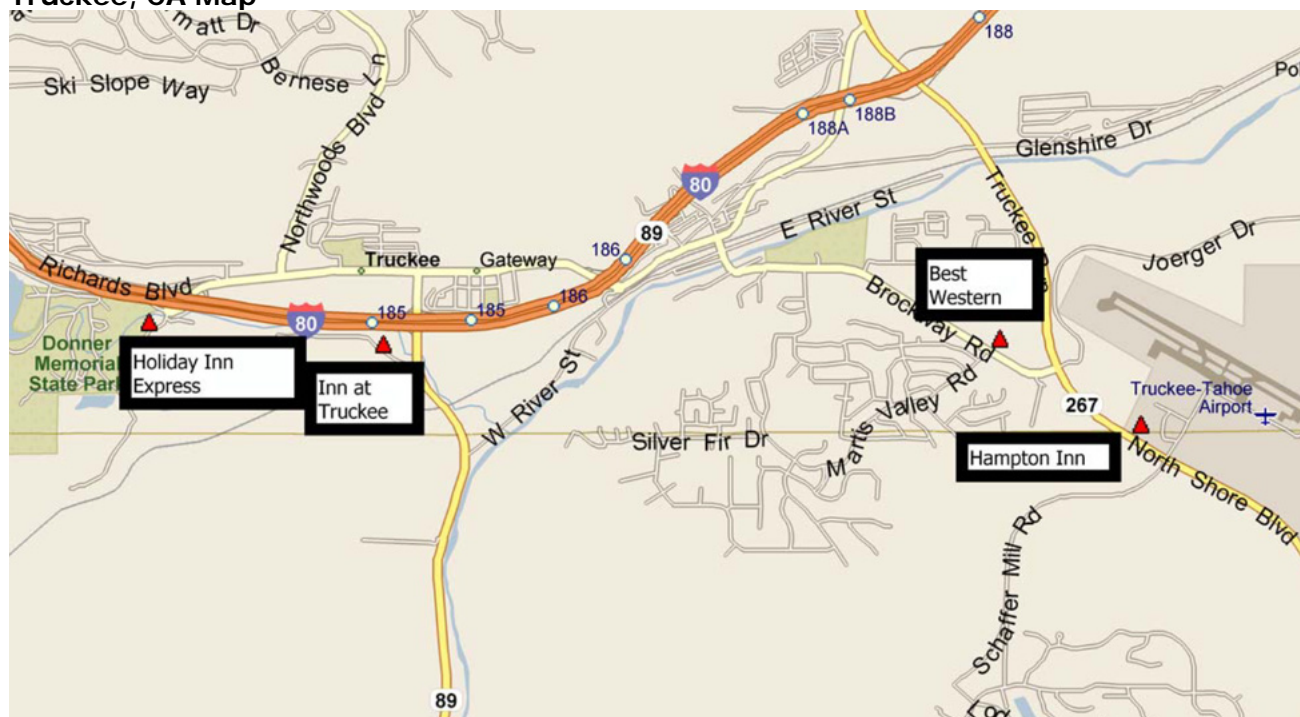 Truckee, CA Map
matt Dr
Bernese Ln
Ski Slope Way
Northwoods Blvd
188
188A
188B
80
Glenshire Dr
E River St
89
186
Truckee
Gateway
Richards Blvd
185
185
186
80
Donner
Memorial
State Park
Holiday Inn
Express
Inn at
Truckee
W River St
Best
Western
Brockway Rd
Joerger Dr
Martis Valley Rd
Silver Fir Dr
267
Truckee-Tahoe
Airport
Hampton Inn
North Shore Blvd
Schaffer Mill Rd
89